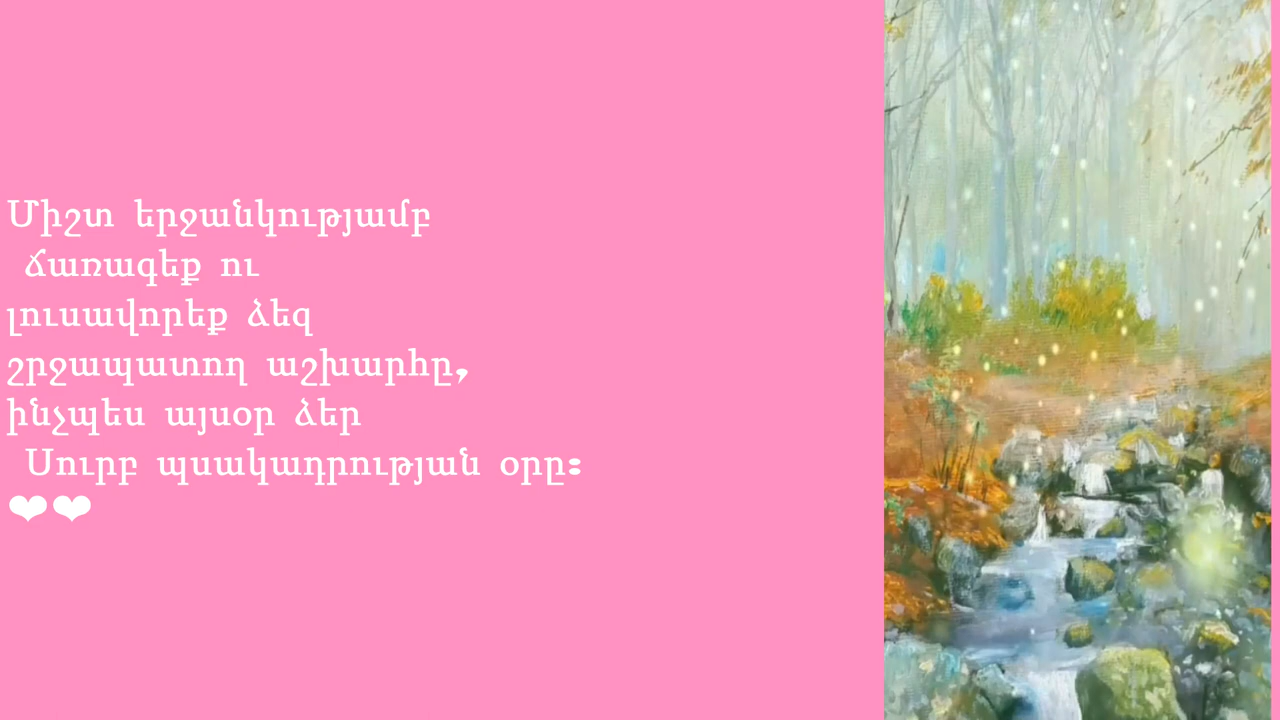 Միշտ երջանկությամբ
ճառագեք ու
լուսավորեք ձեզ
շրջապատող աշխարհը,
ինչպես այսօր ձեր
Սուրբ պսակադրության օրը:
❤❤